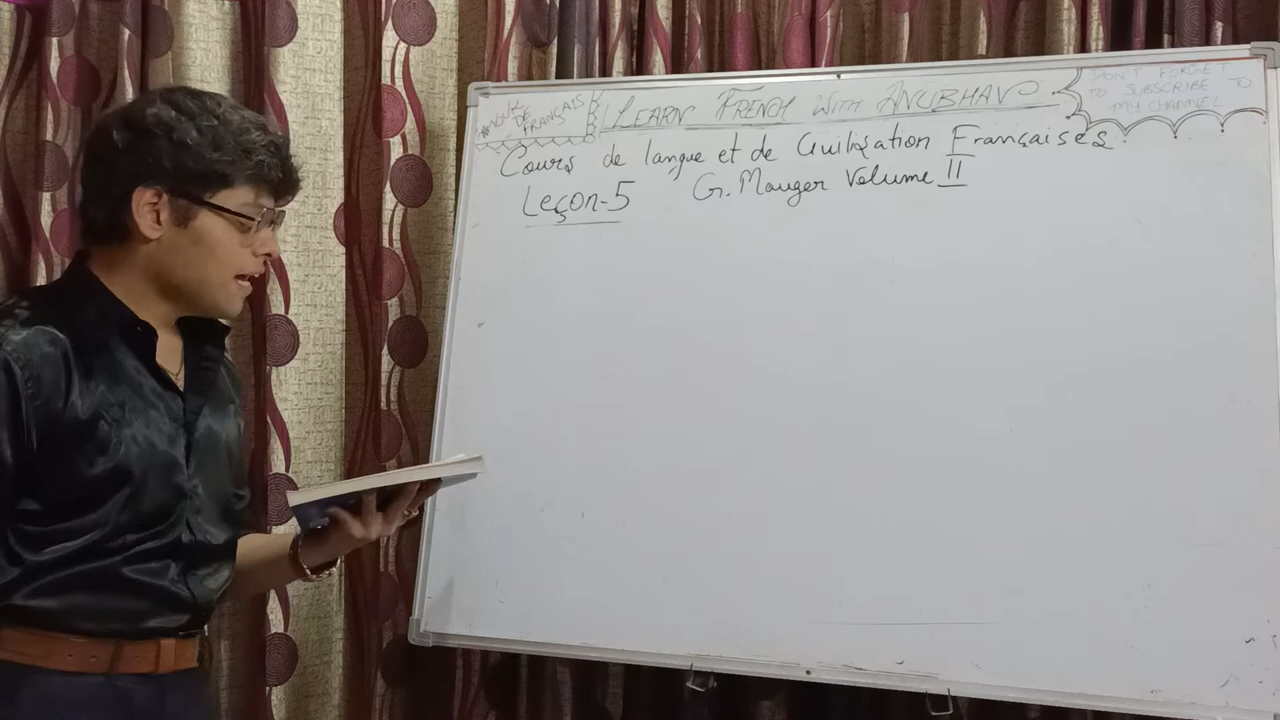 AMOUR DE FRANÇAIS
LEARN FRENCH WITH ANUBHAV
DON'T FORGET
TO SUBSCRIBE TO
MY CHANNEL
Cours de langue et de Civilisation Françaises.
Leçon-5 G. Mauger Volume II